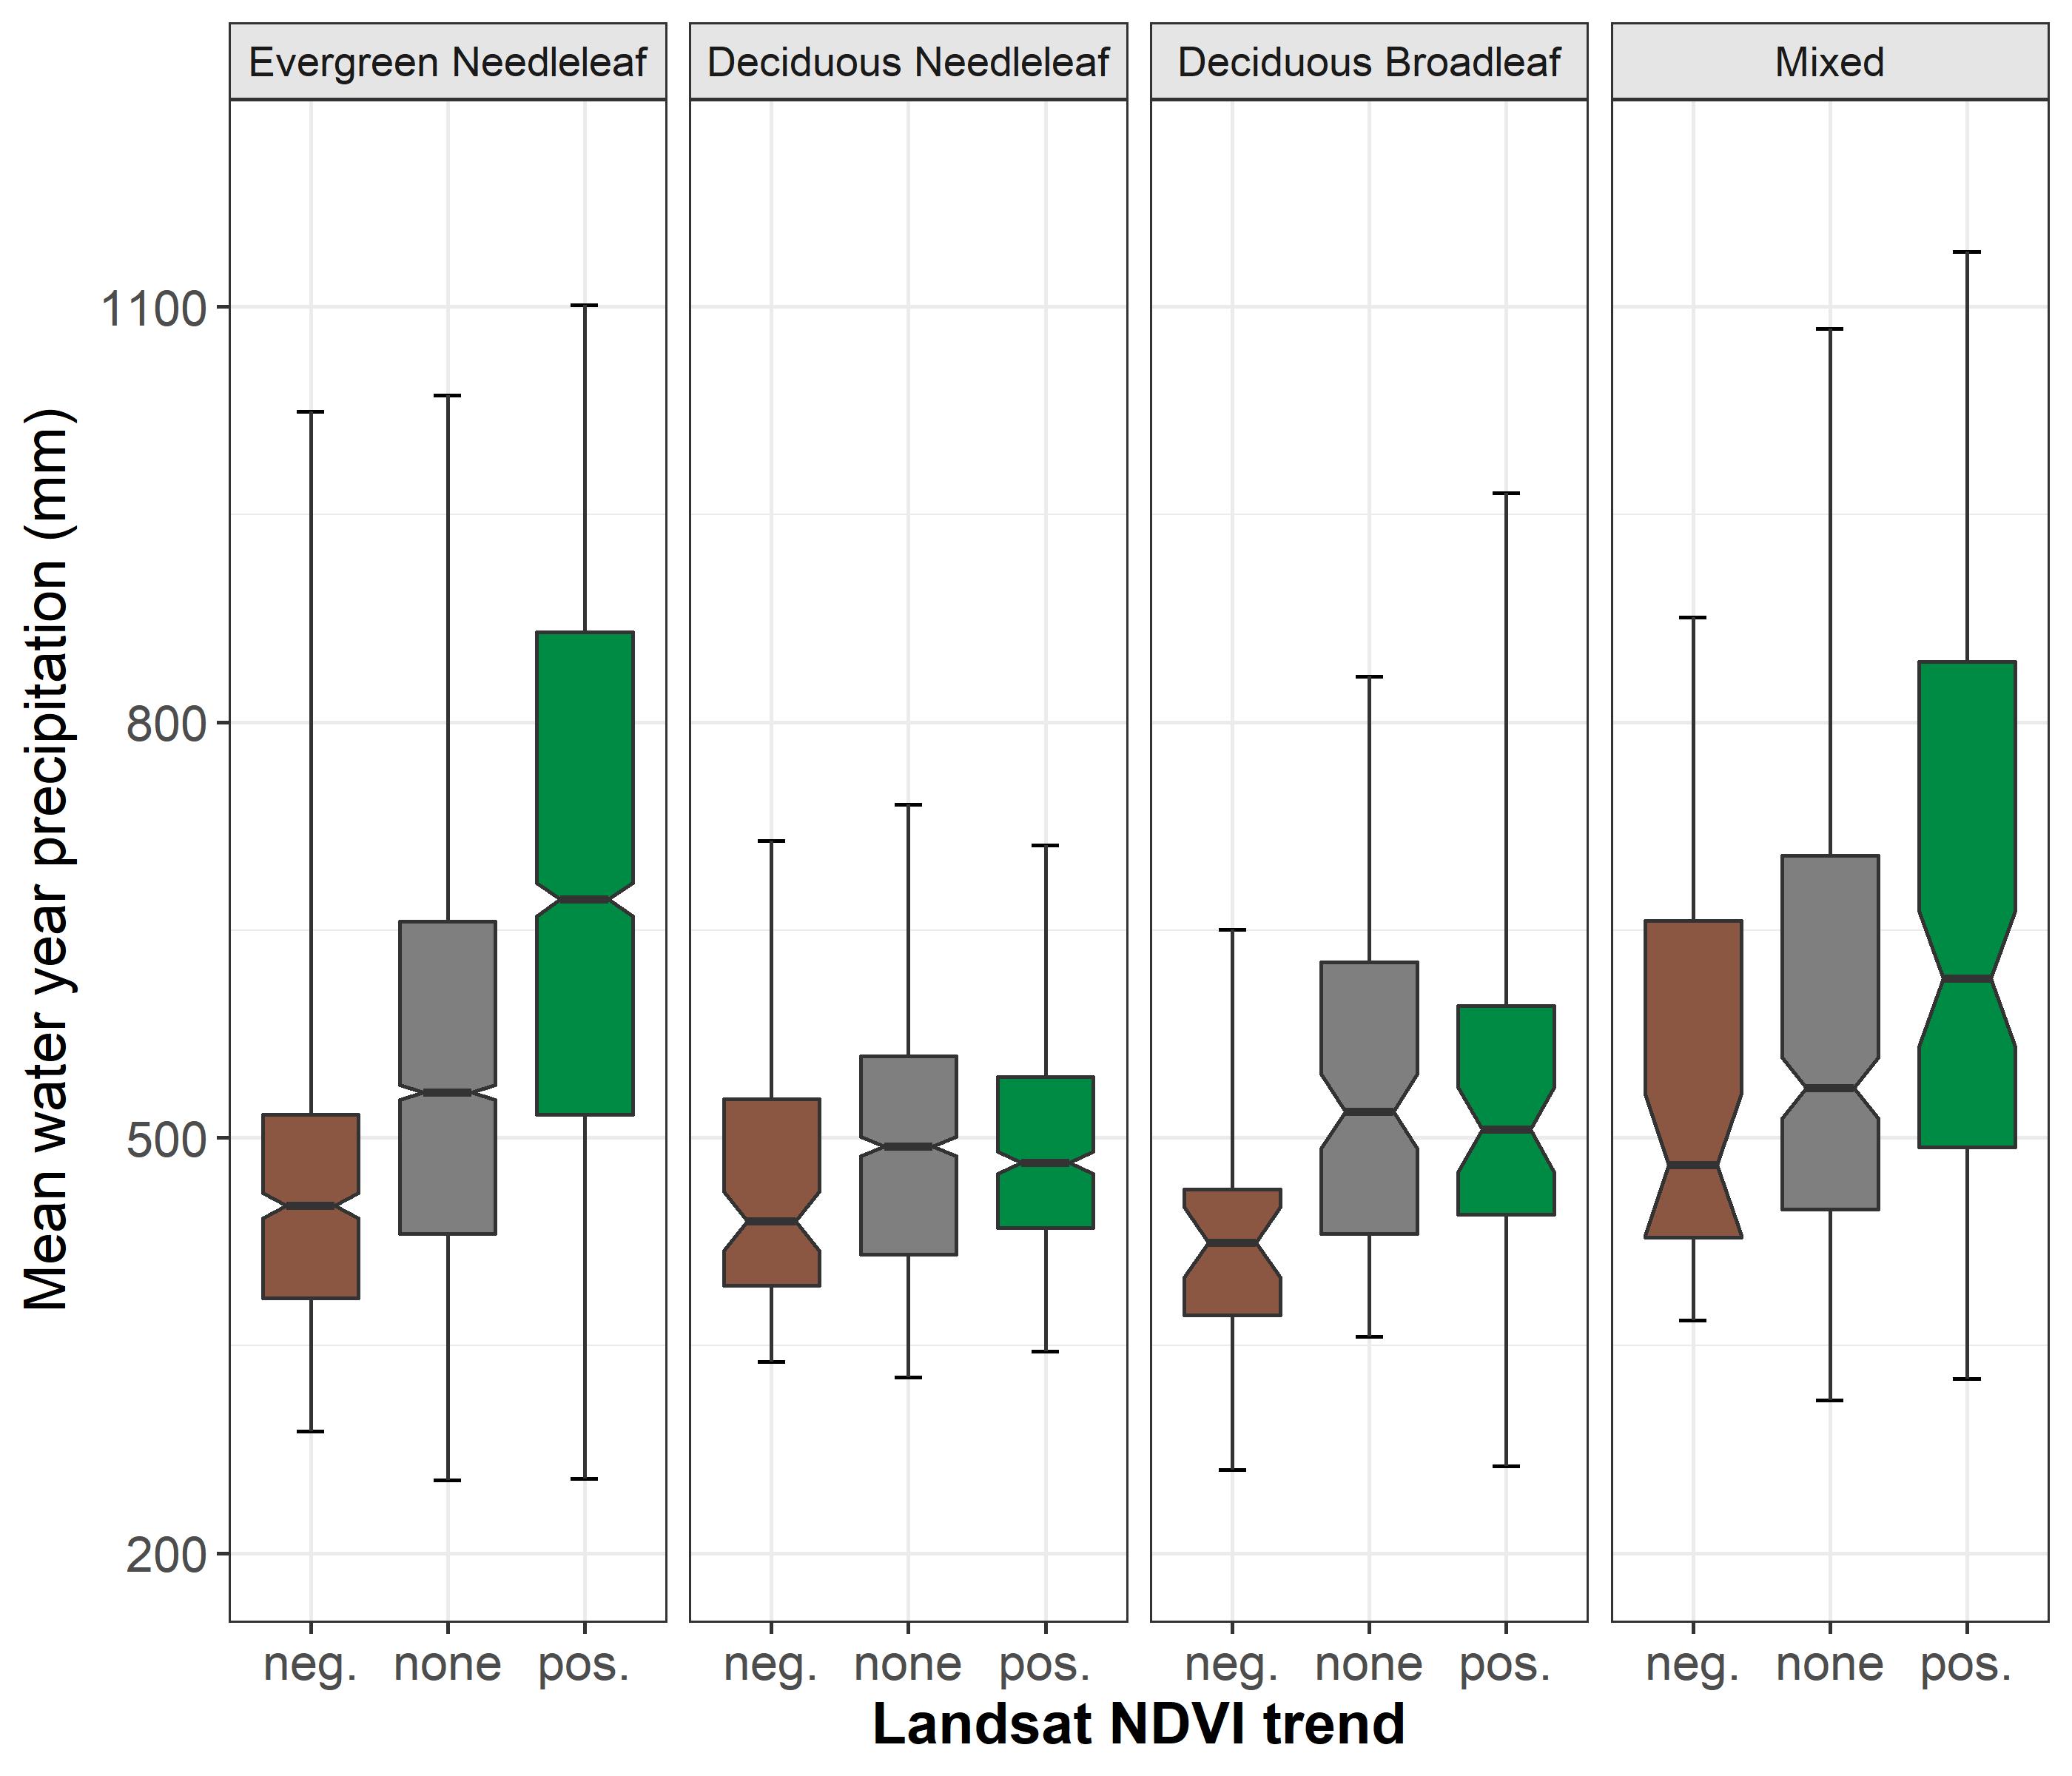 Evergreen Needleleaf Deciduous Needleleaf Deciduous Broadleaf Mixed
Mean water year precipitation (mm)
1100
800
500
200
neg. none pos. neg. none pos. neg. none pos. neg. none pos.
Landsat NDVI trend